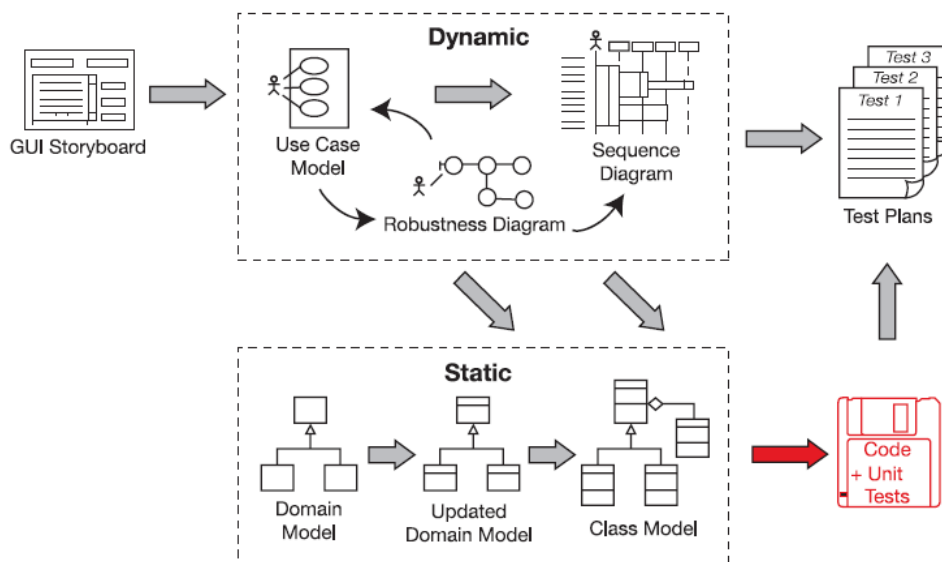 Dynamic
GUI Storyboard
Use Case
Model
Robustness Diagram
Sequence
Diagram
Test 3
Test 2
Test 1
Test Plans
Static
Domain
Model
Updated
Domain Model
Class Model
Code
+ Unit
Tests